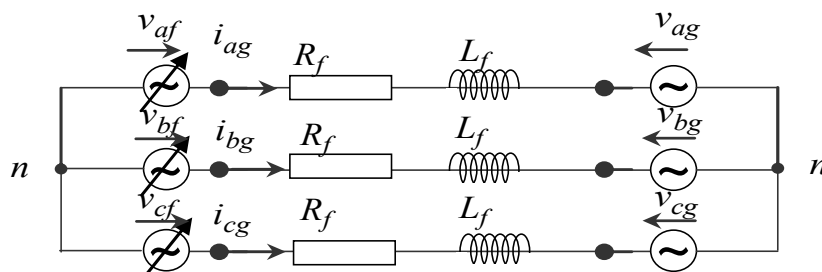 v_af i_ag R_f L_f v_ag
v_bf i_bg R_f L_f v_bg
n n
v_cf i_cg R_f L_f v_cg